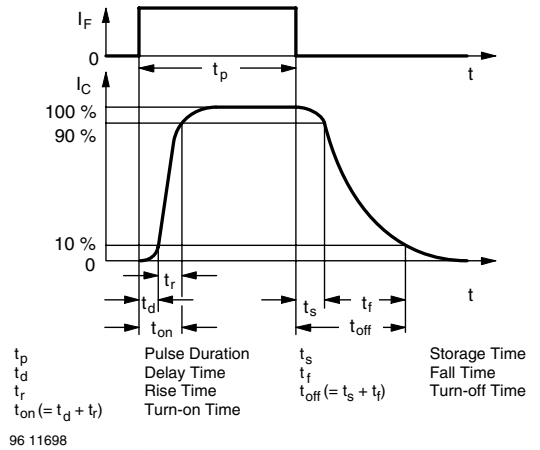 I_F
0
t_p
t
I_C
100 %
90 %
10 %
0
t_r
t_d
t_s
t_f
t
t_on
t_off
t_p Pulse Duration t_s Storage Time
t_d Delay Time t_f Fall Time
t_r Rise Time t_off (= t_s + t_f) Turn-off Time
t_on (= t_d + t_r) Turn-on Time
96 11698